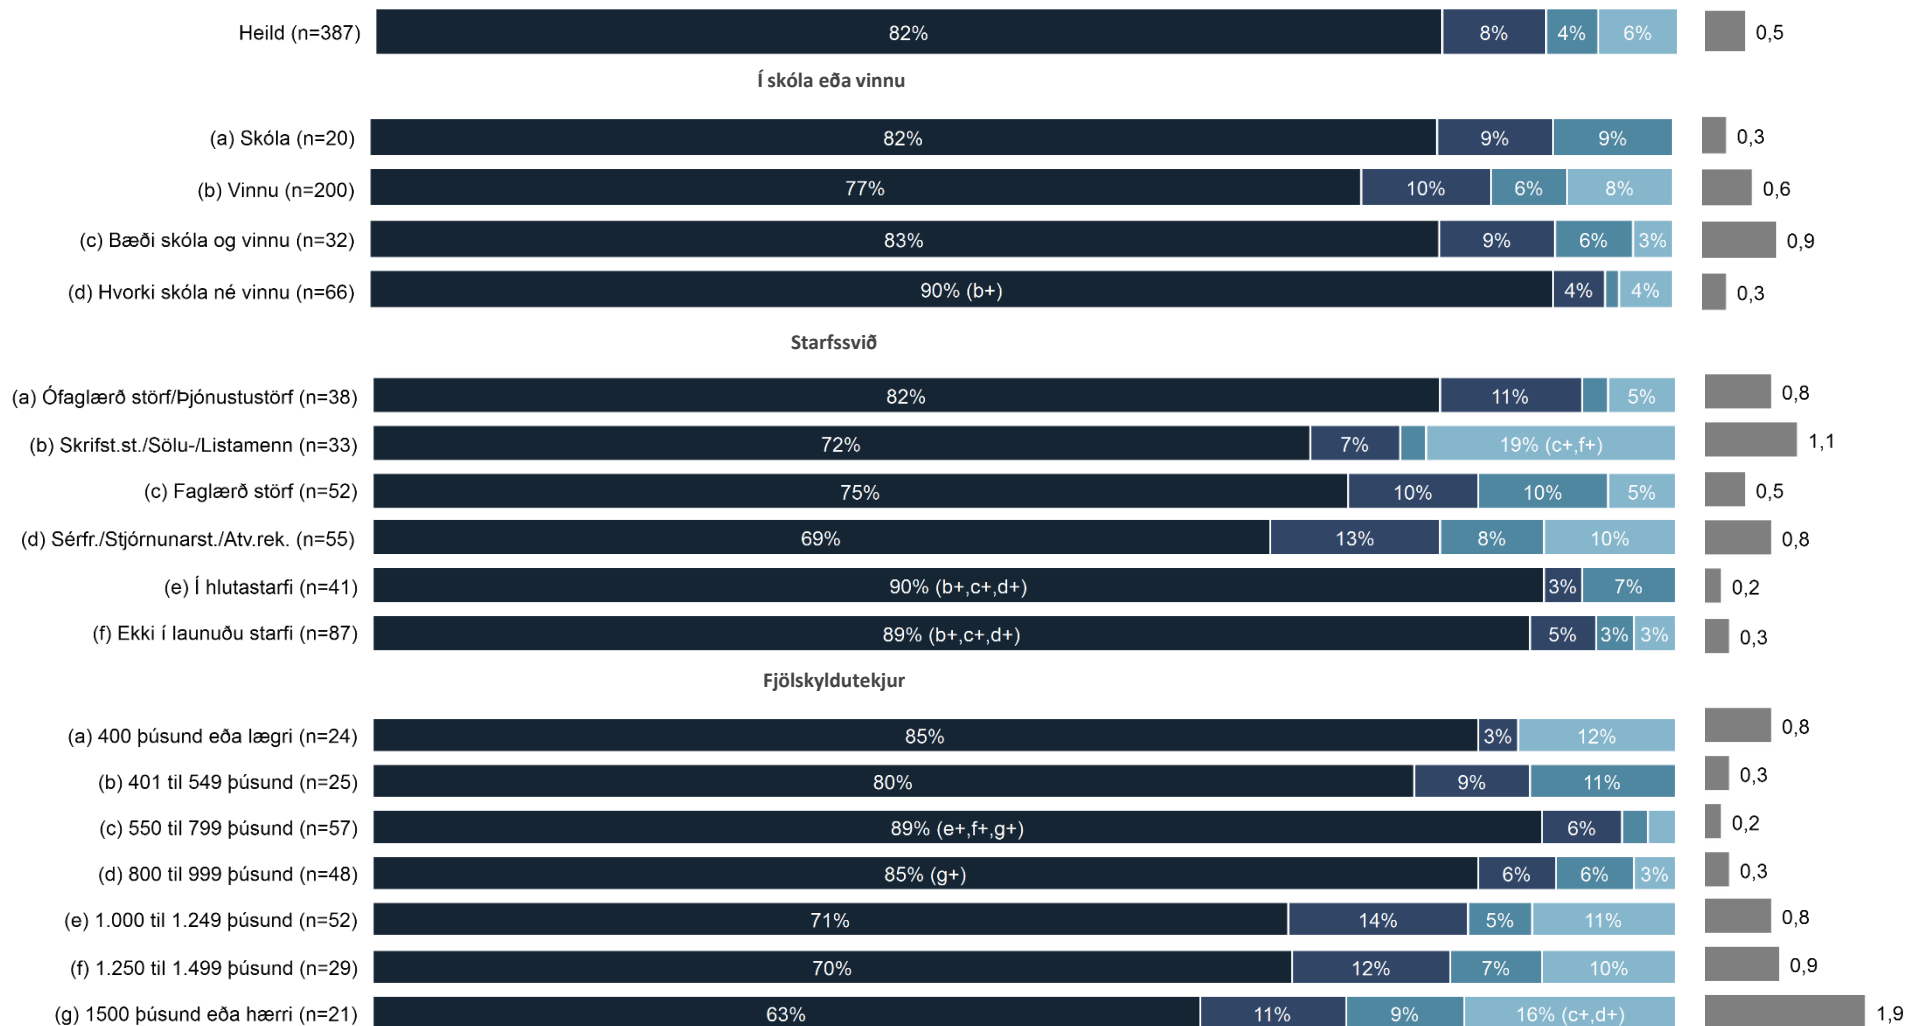 Heild (n=387) 82% 8% 4% 6% 0,5
Í skóla eða vinnu
(a) Skóla (n=20) 82% 9% 9% 0,3
(b) Vinnu (n=200) 77% 10% 6% 8% 0,6
(c) Bæði skóla og vinnu (n=32) 83% 9% 6% 3% 0,9
(d) Hvorki skóla né vinnu (n=66) 90% (b+) 4% 4% 0,3
Starfssvið
(a) Ófaglærð störf/Þjónustustörf (n=38) 82% 11% 5% 0,8
(b) Skrifst.st./Sölu-/Listamenn (n=33) 72% 7% 19% (c+,f+) 1,1
(c) Faglærð störf (n=52) 75% 10% 10% 5% 0,5
(d) Sérfr./Stjórnunarst./Atv.rek. (n=55) 69% 13% 8% 10% 0,8
(e) Í hlutastarfi (n=41) 90% (b+,c+,d+) 3% 7% 0,2
(f) Ekki í launuðu starfi (n=87) 89% (b+,c+,d+) 5% 3% 3% 0,3
Fjölskyldutekjur
(a) 400 þúsund eða lægri (n=24) 85% 3% 12% 0,8
(b) 401 til 549 þúsund (n=25) 80% 9% 11% 0,3
(c) 550 til 799 þúsund (n=57) 89% (e+,f+,g+) 6% 0,2
(d) 800 til 999 þúsund (n=48) 85% (g+) 6% 6% 3% 0,3
(e) 1.000 til 1.249 þúsund (n=52) 71% 14% 5% 11% 0,8
(f) 1.250 til 1.499 þúsund (n=29) 70% 12% 7% 10% 0,9
(g) 1500 þúsund eða hærri (n=21) 63% 11% 9% 16% (c+,d+) 1,9